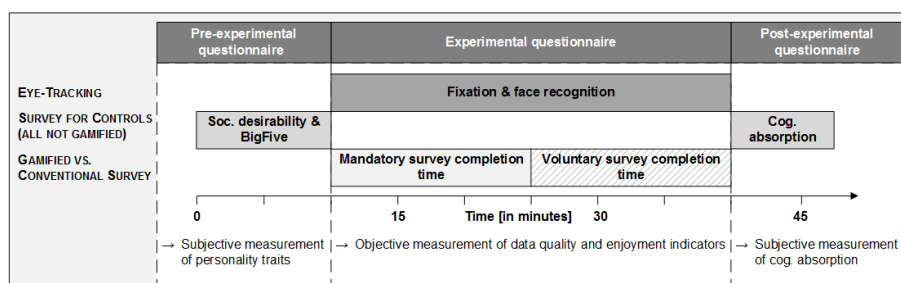 Pre-experimental
questionnaire
Experimental questionnaire
Post-experimental
questionnaire
EYE-TRACKING
Fixation & face recognition
SURVEY FOR CONTROLS
(ALL NOT GAMIFIED)
Soc. desirability &
BigFive
Cog.
absorption
GAMIFIED VS.
CONVENTIONAL SURVEY
Mandatory survey completion
time
Voluntary survey completion
time
0 15 Time [in minutes] 30 45
→ Subjective measurement
of personality traits
→ Objective measurement of data quality and enjoyment indicators
→ Subjective measurement
of cog. absorption